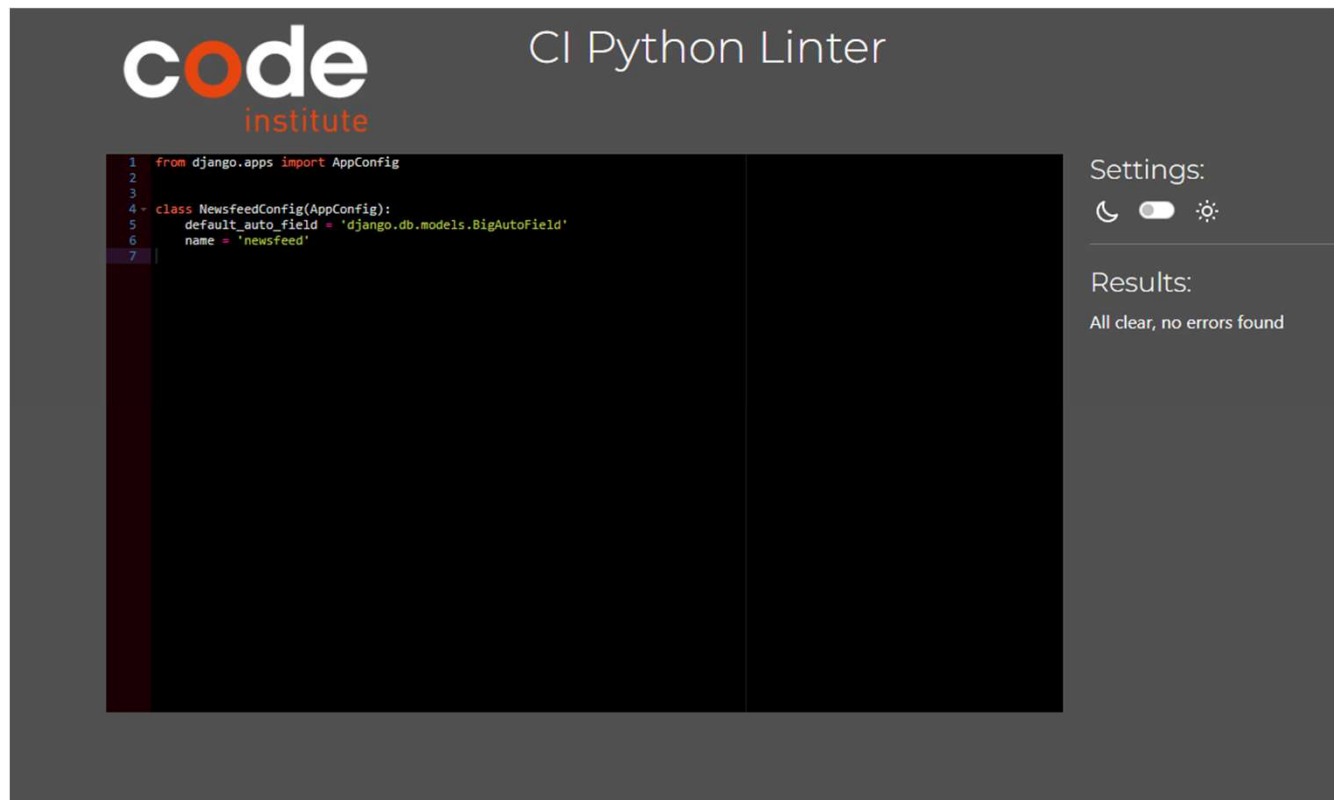 code
institute
CI Python Linter
1 from django.apps import AppConfig
2
3
4 class NewsfeedConfig(AppConfig):
5     default_auto_field = 'django.db.models.BigAutoField'
6     name = 'newsfeed'
7
Settings:
Results:
All clear, no errors found